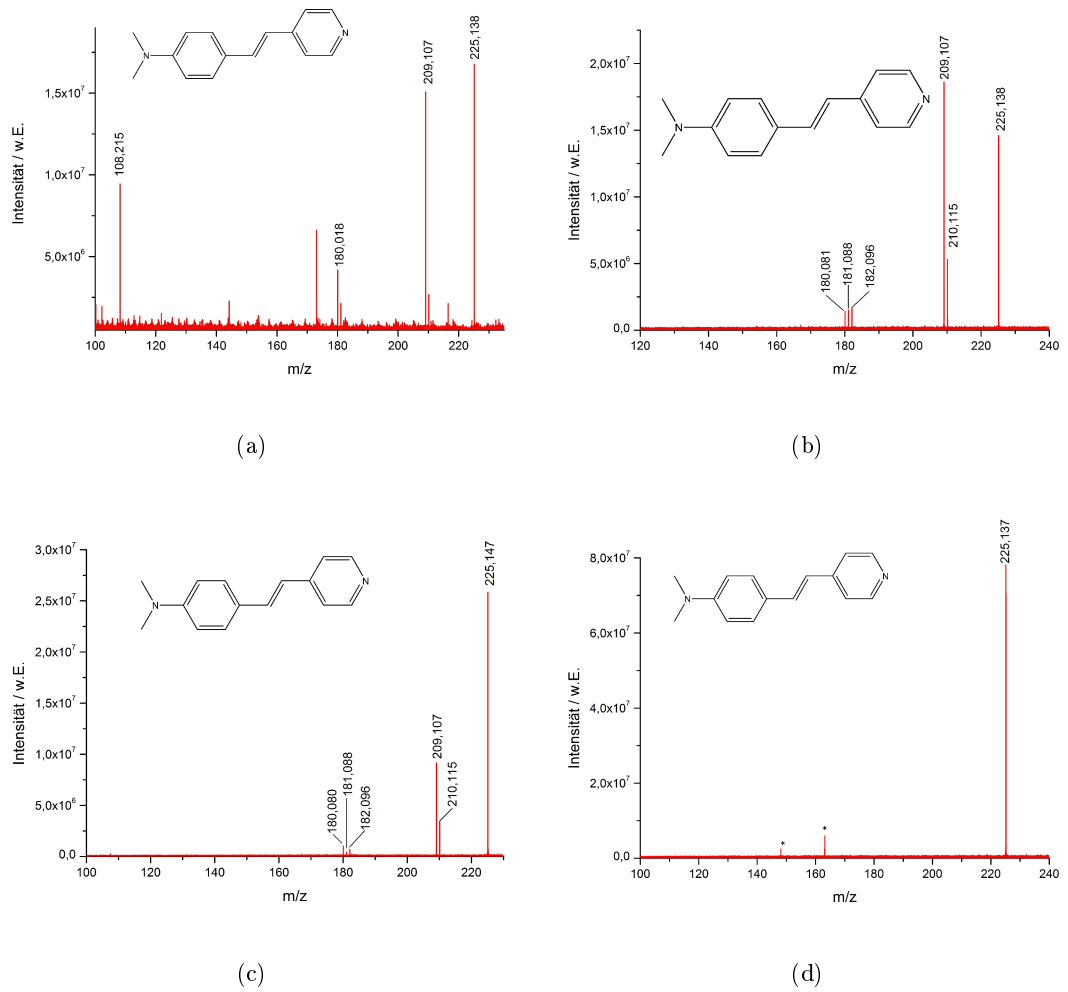 N
N
225,138
209,107
180,018
108,215
1,5x10⁷
1,0x10⁷
5,0x10⁶
Intensität / w.E.
100 120 140 160 180 200 220
m/z
(a)
N
N
209,107
225,138
210,115
180,081
181,088
182,096
2,0x10⁷
1,5x10⁷
1,0x10⁷
5,0x10⁶
0,0
Intensität / w.E.
120 140 160 180 200 220 240
m/z
(b)
N
N
225,147
209,107
210,115
180,080
181,088
182,096
3,0x10⁷
2,5x10⁷
2,0x10⁷
1,5x10⁷
1,0x10⁷
5,0x10⁶
0,0
Intensität / w.E.
100 120 140 160 180 200 220
m/z
(c)
N
N
225,137
*
*
8,0x10⁷
6,0x10⁷
4,0x10⁷
2,0x10⁷
0,0
Intensität / w.E.
100 120 140 160 180 200 220 240
m/z
(d)